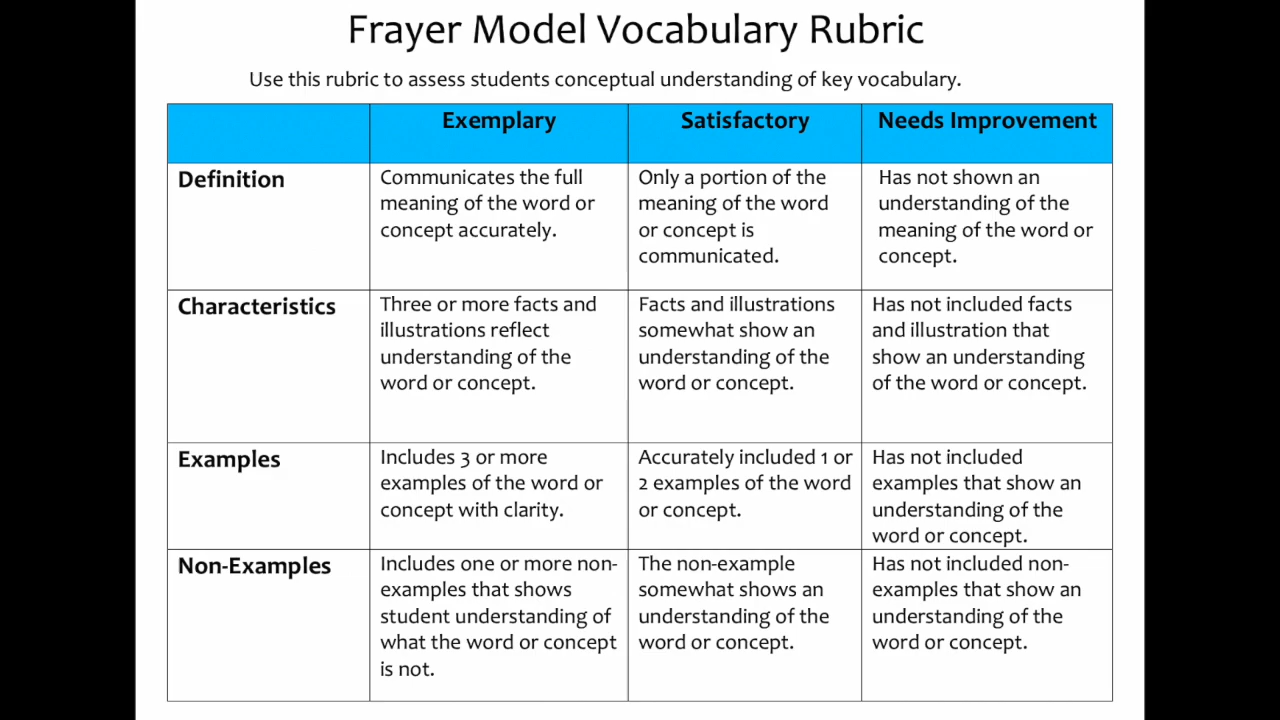 Frayer Model Vocabulary Rubric
Use this rubric to assess students conceptual understanding of key vocabulary.
Exemplary
Satisfactory
Needs Improvement
Definition
Communicates the full
meaning of the word or
concept accurately.
Only a portion of the
meaning of the word
or concept is
communicated.
Has not shown an
understanding of the
meaning of the word or
concept.
Characteristics
Three or more facts and
illustrations reflect
understanding of the
word or concept.
Facts and illustrations
somewhat show an
understanding of the
word or concept.
Has not included facts
and illustration that
show an understanding
of the word or concept.
Examples
Includes 3 or more
examples of the word or
concept with clarity.
Accurately included 1 or
2 examples of the word
or concept.
Has not included
examples that show an
understanding of the
word or concept.
Non-Examples
Includes one or more non-
examples that shows
student understanding of
what the word or concept
is not.
The non-example
somewhat shows an
understanding of the
word or concept.
Has not included non-
examples that show an
understanding of the
word or concept.